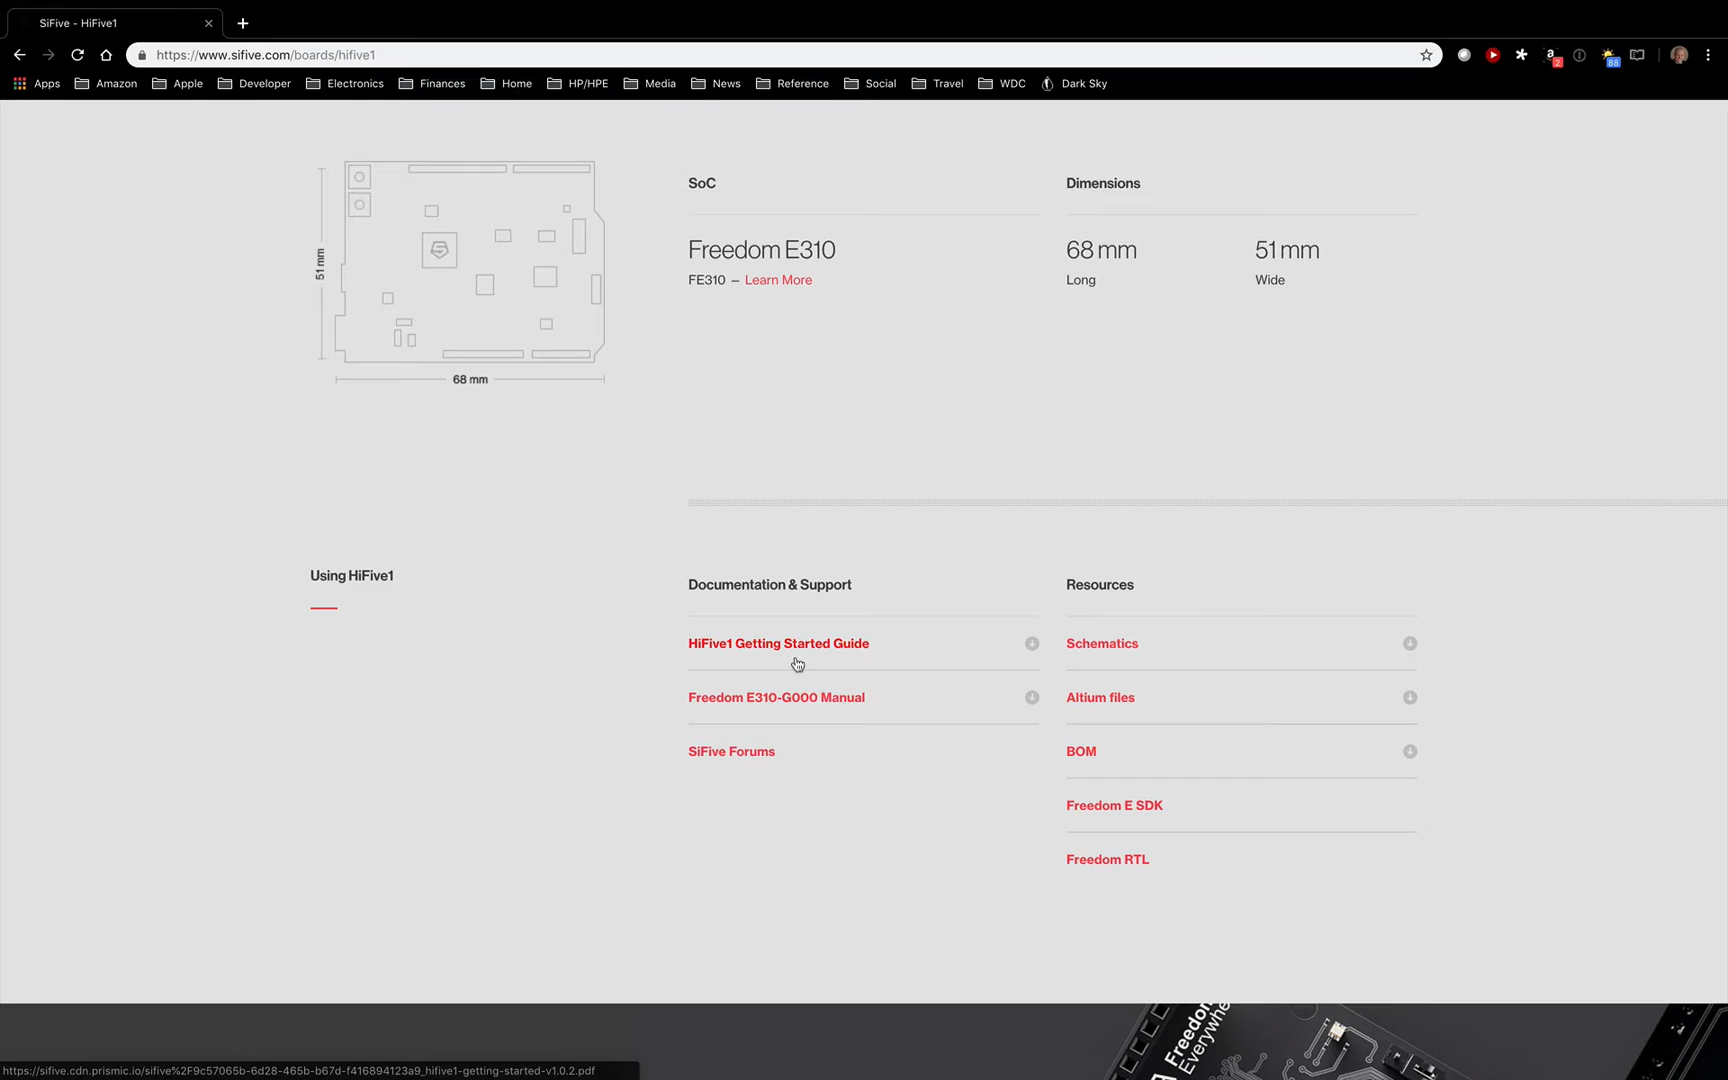 SiFive - HiFive1
https://www.sifive.com/boards/hifive1
2
88
Apps Amazon Apple Developer Electronics Finances Home HP/HPE Media News Reference Social Travel WDC Dark Sky
51 mm
68 mm
SoC
Freedom E310
FE310 — Learn More
Dimensions
68 mm
Long
51 mm
Wide
Using HiFive1
Documentation & Support
HiFive1 Getting Started Guide
Freedom E310-G000 Manual
SiFive Forums
Resources
Schematics
Altium files
BOM
Freedom E SDK
Freedom RTL
Freedom
Everywhe
https://sifive.cdn.prismic.io/sifive%2F9c57065b-6d28-465b-b67d-f416894123a9_hifive1-getting-started-v1.0.2.pdf